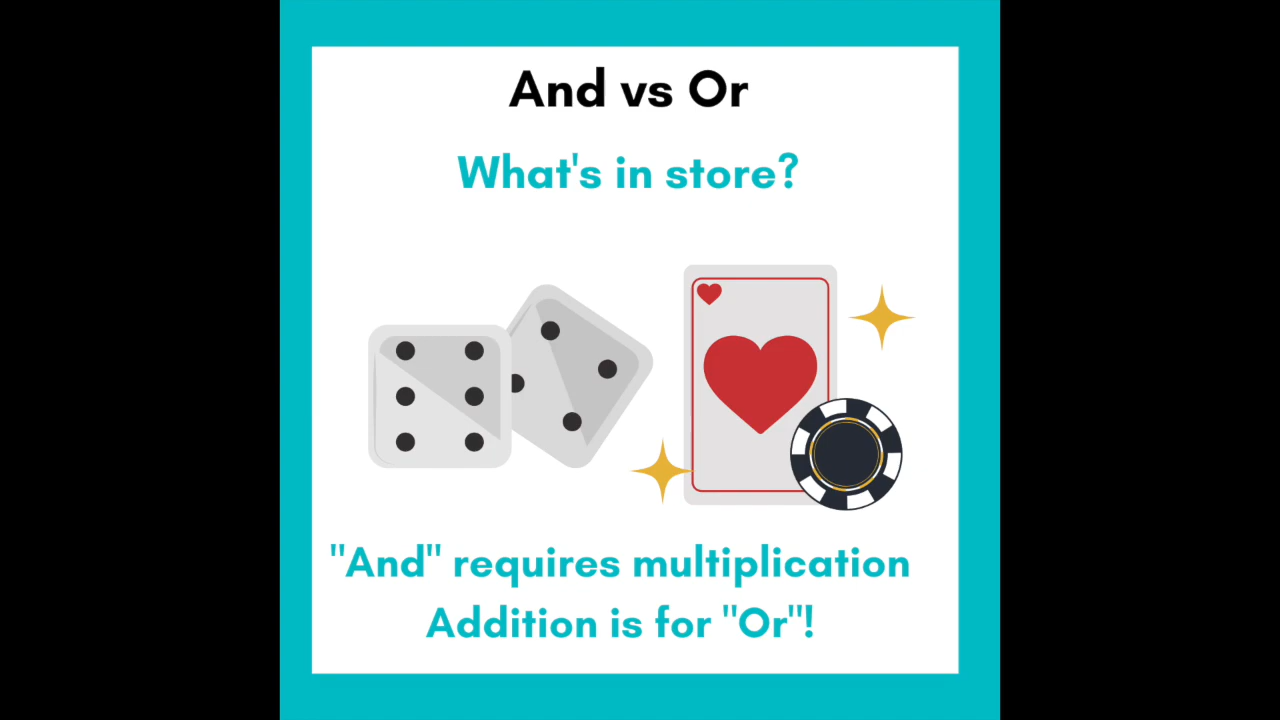 And vs Or
What's in store?
"And" requires multiplication
Addition is for "Or"!